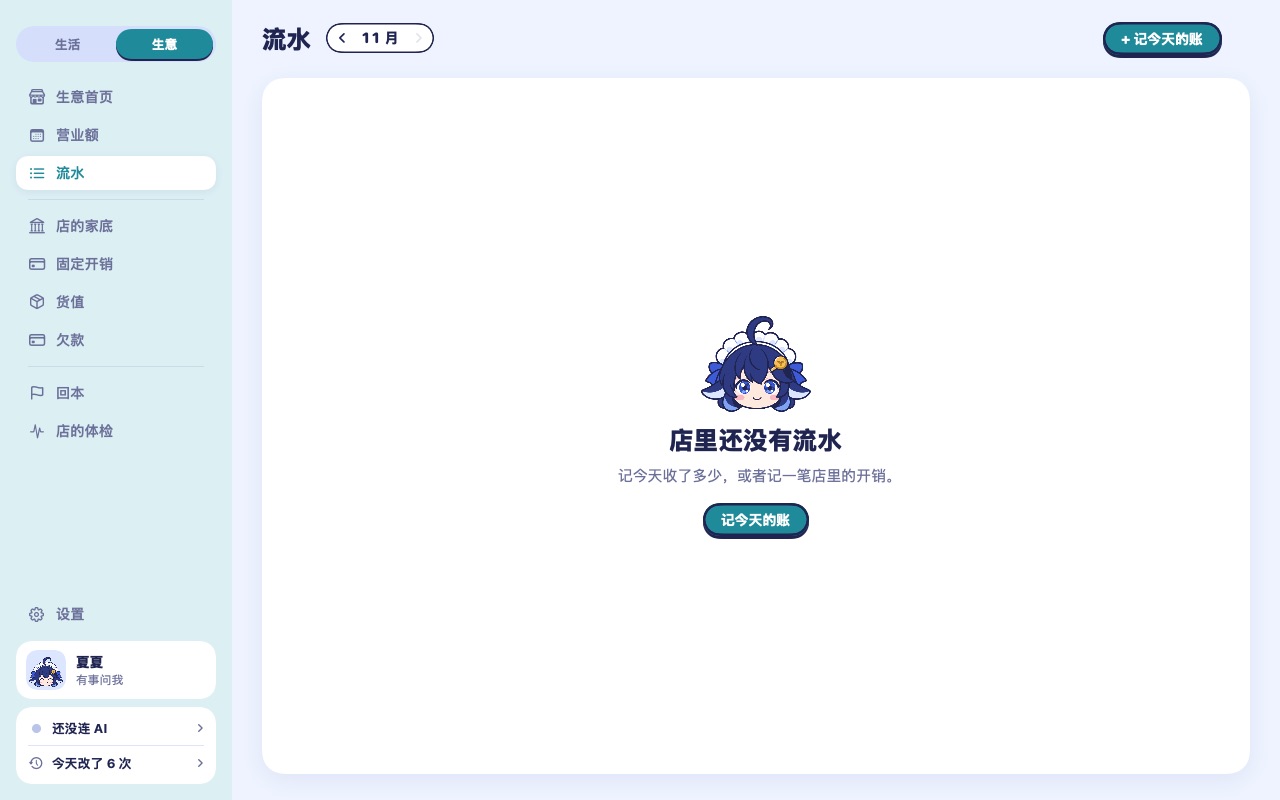 生活
生意
生意首页
营业额
流水
店的家底
固定开销
货值
欠款
回本
店的体检
设置
夏夏
有事问我
还没连 AI
今天改了 6 次
流水
11 月
+ 记今天的账
店里还没有流水
记今天收了多少，或者记一笔店里的开销。
记今天的账